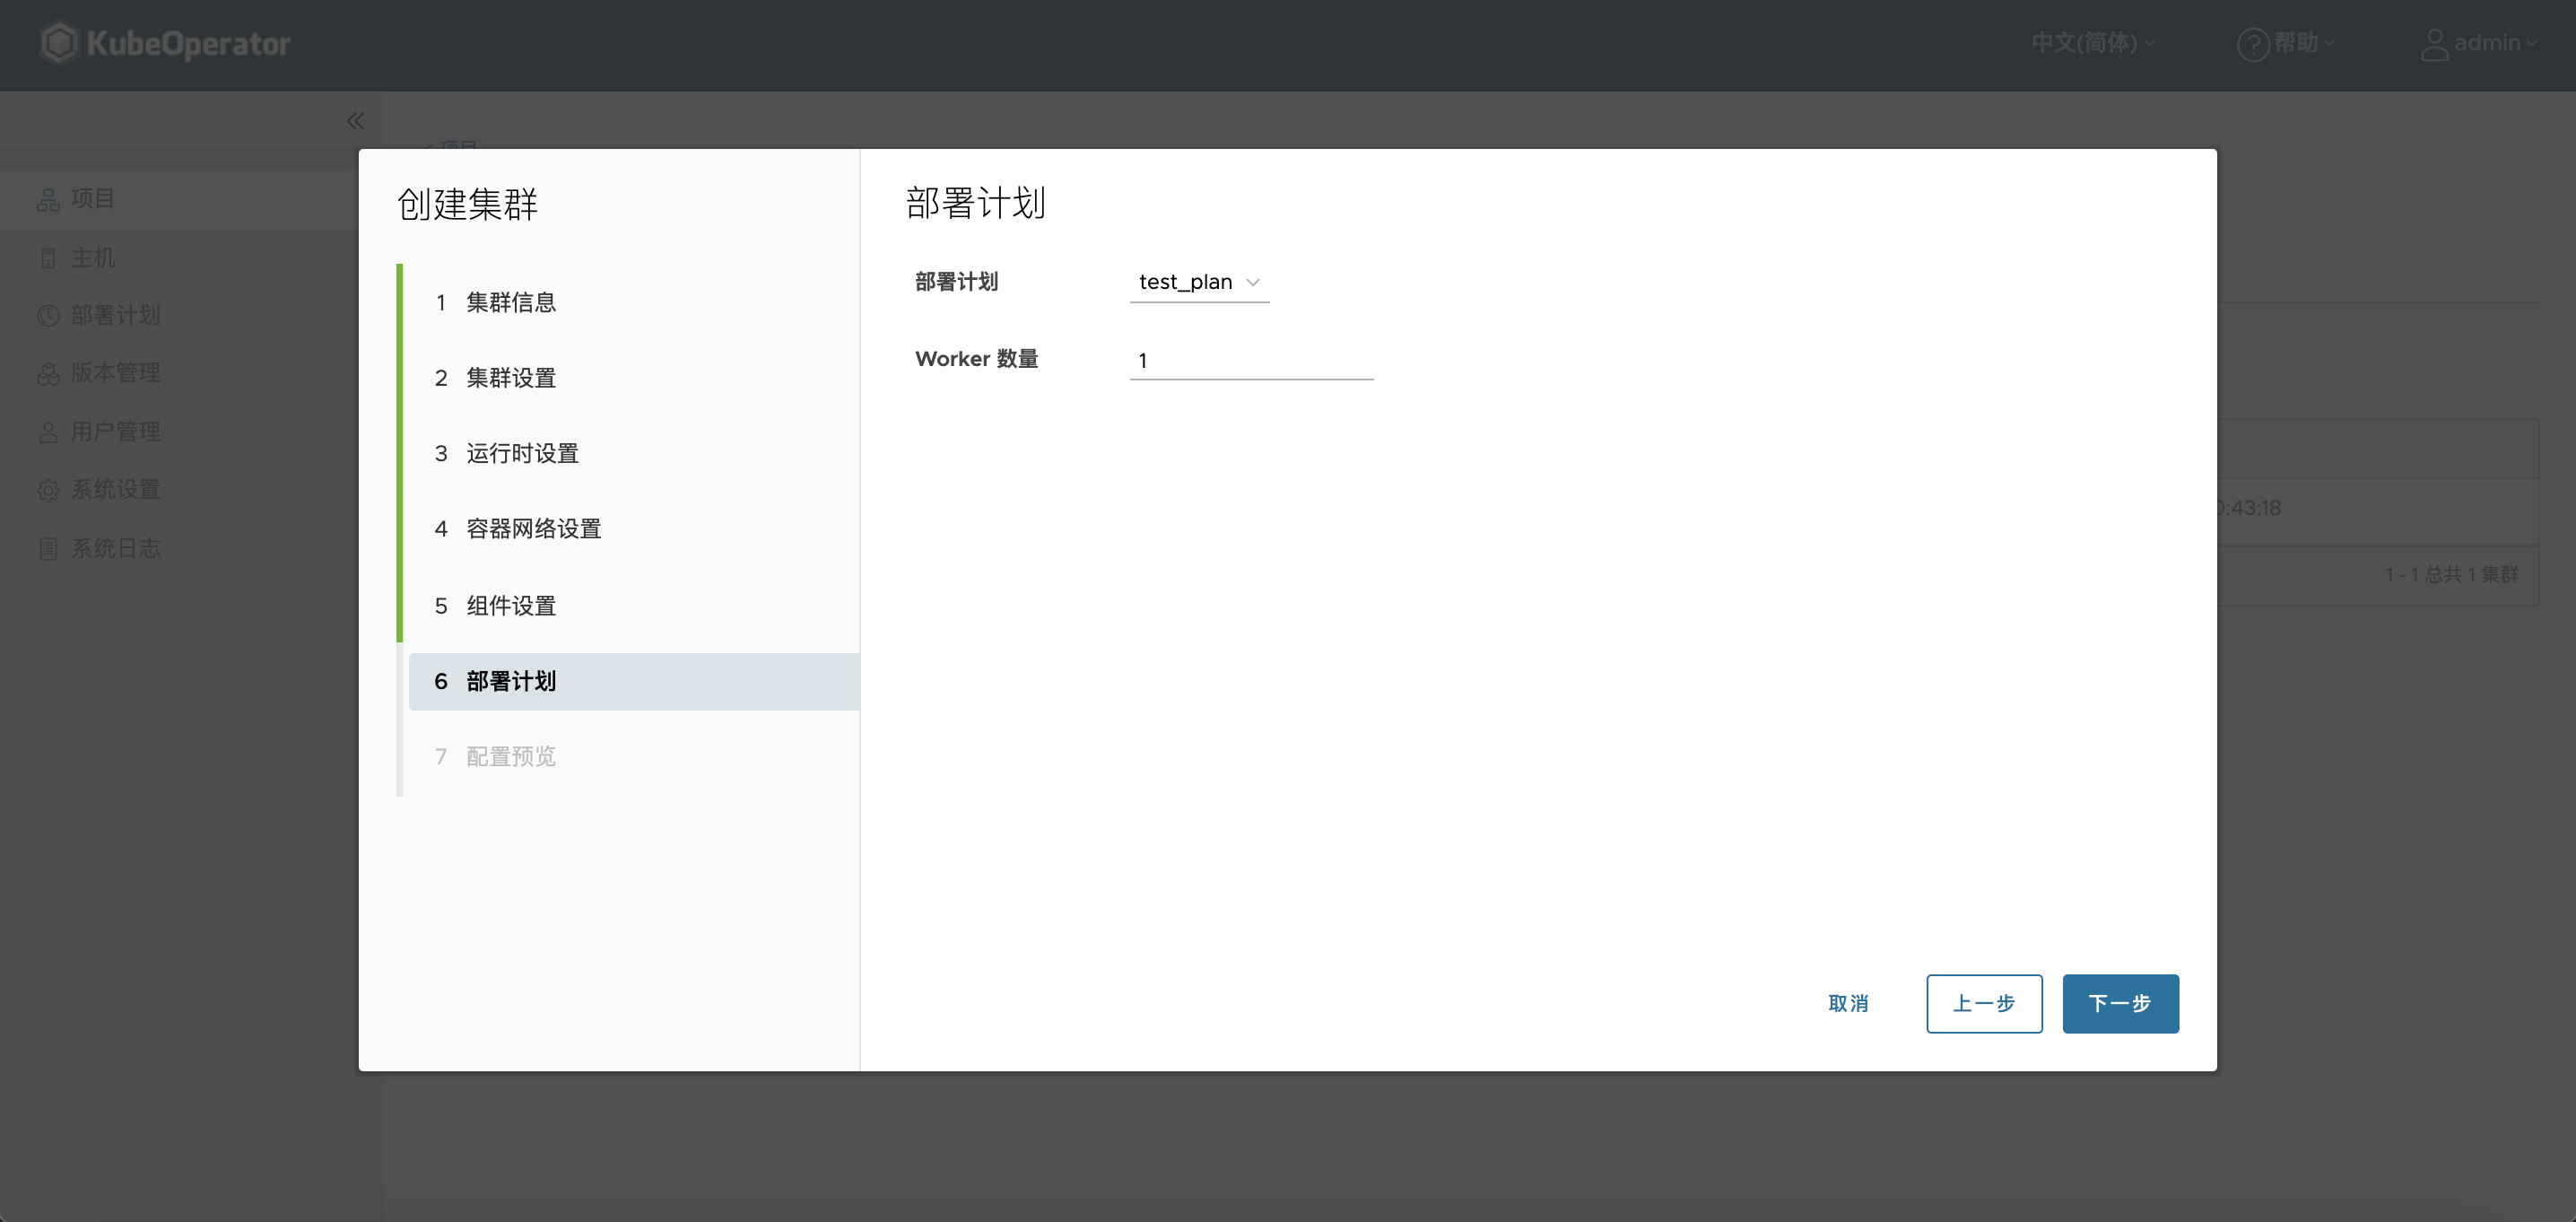 KubeOperator
中文(简体)
帮助
admin
项目
主机
部署计划
版本管理
用户管理
系统设置
系统日志
< 项目
创建集群
1 集群信息
2 集群设置
3 运行时设置
4 容器网络设置
5 组件设置
6 部署计划
7 配置预览
部署计划
部署计划 test_plan
Worker 数量 1
取消
上一步
下一步
0:43:18
1 - 1 总共 1 集群